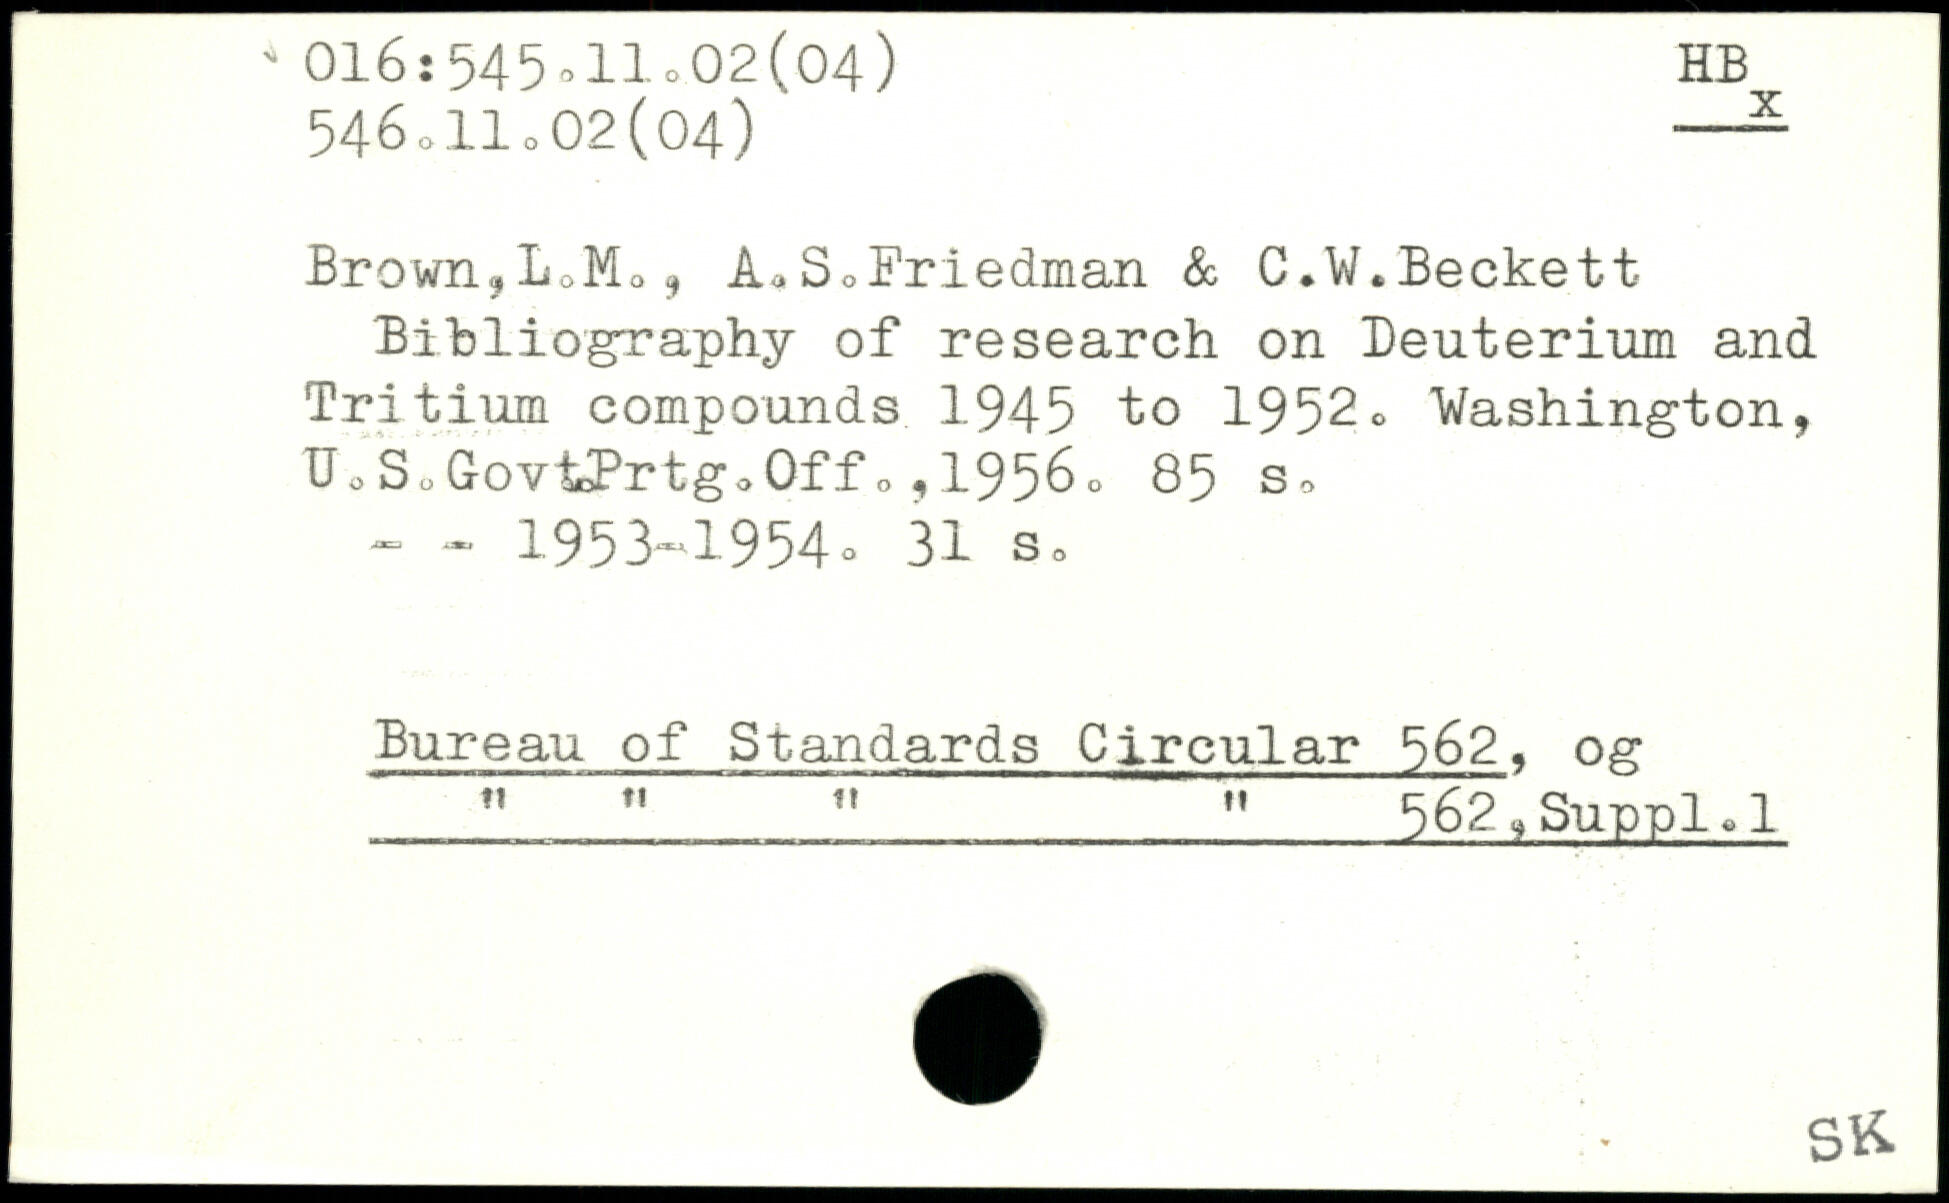 016:545.11.02(04)
HB
x
546.11.02(04)
Brown,L.M., A.S.Friedman & C.W.Beckett
Bibliography of research on Deuterium and
Tritium compounds 1945 to 1952. Washington,
U.S.Govt.Prtg.Off.,1956. 85 s.
- - 1953-1954. 31 s.
Bureau of Standards Circular 562, og
" " " " 562,Suppl.1
SK